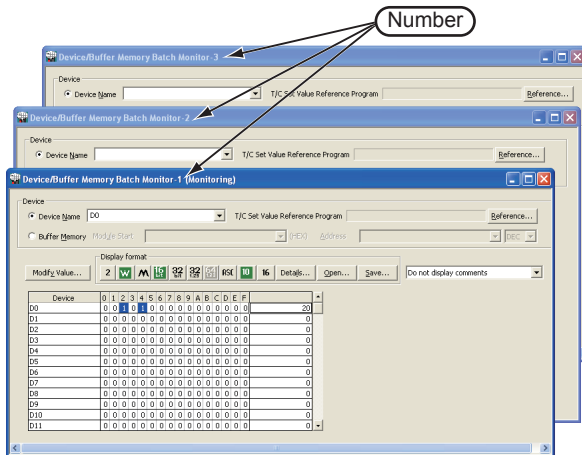 Number
Device/Buffer Memory Batch Monitor-3
Device
Device Name T/C Set Value Reference Program Reference...
Device/Buffer Memory Batch Monitor-2
Device
Device Name T/C Set Value Reference Program Reference...
Device/Buffer Memory Batch Monitor-1 (Monitoring)
Device
Device Name D0 T/C Set Value Reference Program Reference...
Buffer Memory Module Start (HEX) Address DEC
Display format
Modify Value... 2 W M 16bit 32bit 32 64 ASC 10 16 Details... Open... Save... Do not display comments
Device 0 1 2 3 4 5 6 7 8 9 A B C D E F
D0 0 0 1 0 1 0 0 0 0 0 0 0 0 0 0 0 20
D1 0 0 0 0 0 0 0 0 0 0 0 0 0 0 0 0 0
D2 0 0 0 0 0 0 0 0 0 0 0 0 0 0 0 0 0
D3 0 0 0 0 0 0 0 0 0 0 0 0 0 0 0 0 0
D4 0 0 0 0 0 0 0 0 0 0 0 0 0 0 0 0 0
D5 0 0 0 0 0 0 0 0 0 0 0 0 0 0 0 0 0
D6 0 0 0 0 0 0 0 0 0 0 0 0 0 0 0 0 0
D7 0 0 0 0 0 0 0 0 0 0 0 0 0 0 0 0 0
D8 0 0 0 0 0 0 0 0 0 0 0 0 0 0 0 0 0
D9 0 0 0 0 0 0 0 0 0 0 0 0 0 0 0 0 0
D10 0 0 0 0 0 0 0 0 0 0 0 0 0 0 0 0 0
D11 0 0 0 0 0 0 0 0 0 0 0 0 0 0 0 0 0